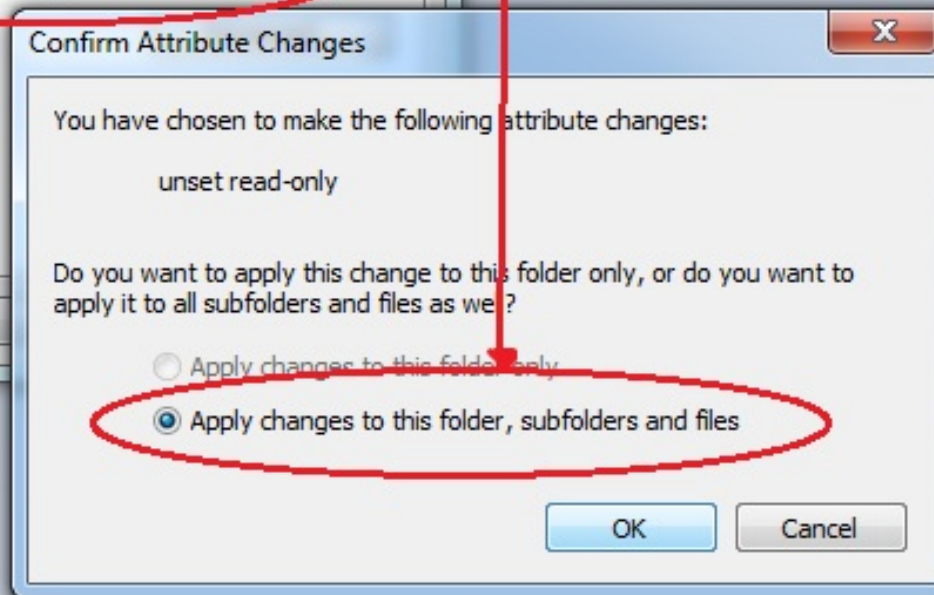 Confirm Attribute Changes
You have chosen to make the following attribute changes:
unset read-only
Do you want to apply this change to this folder only, or do you want to
apply it to all subfolders and files as well?
Apply changes to this folder only
Apply changes to this folder, subfolders and files
OK
Cancel